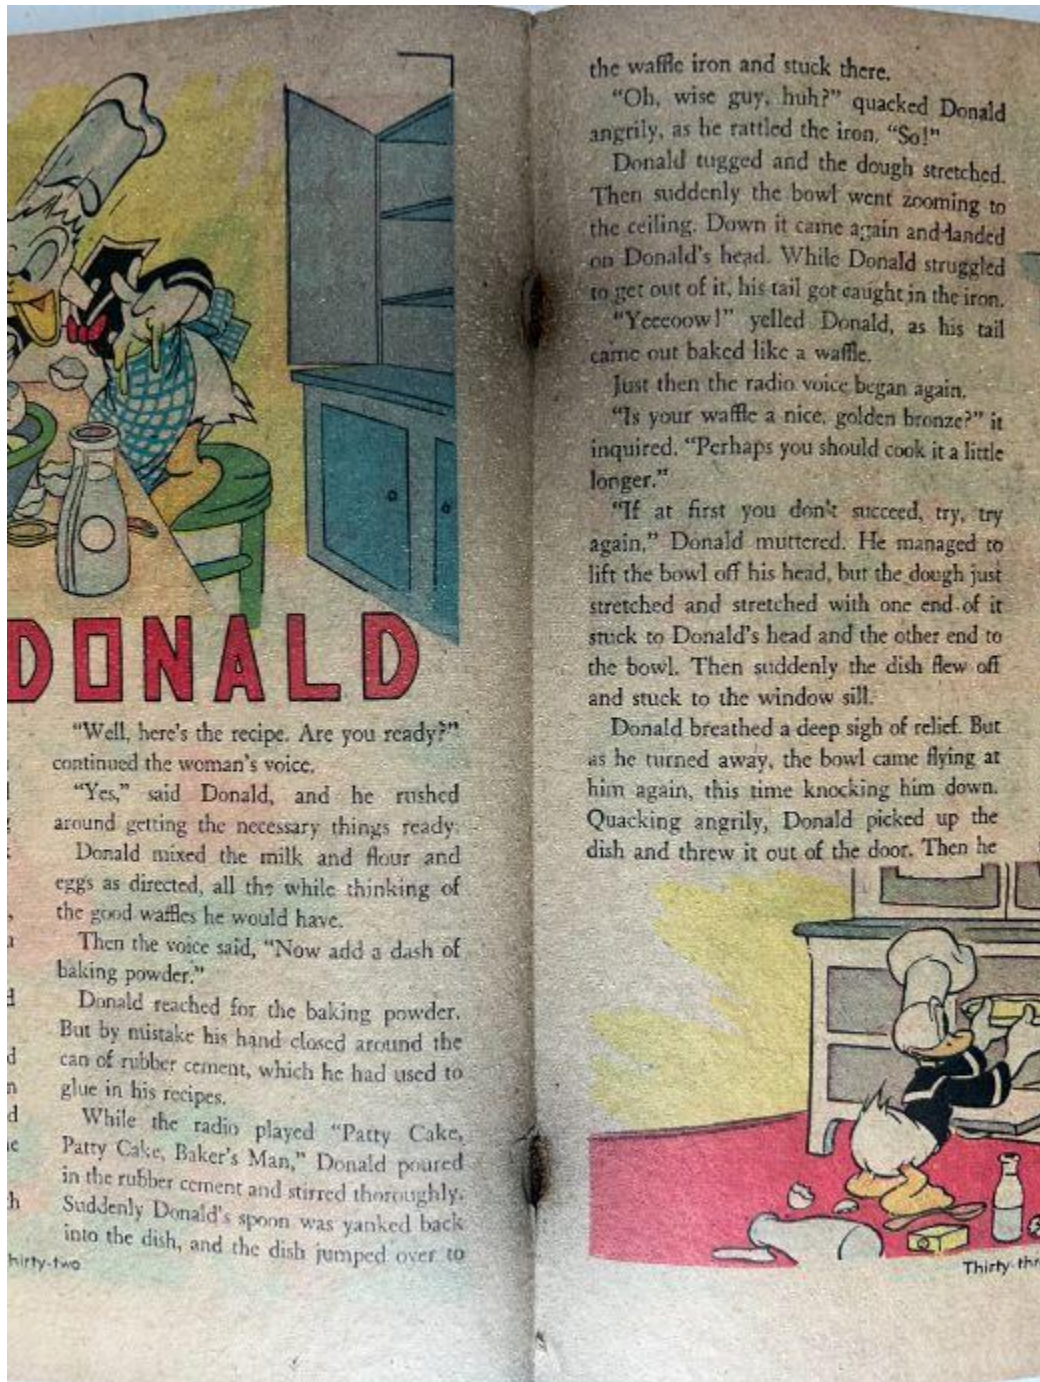 DONALD
"Well, here's the recipe. Are you ready?"
continued the woman's voice.
"Yes," said Donald, and he rushed
around getting the necessary things ready.
Donald mixed the milk and flour and
eggs as directed, all the while thinking of
the good waffles he would have.
Then the voice said, "Now add a dash of
baking powder."
Donald reached for the baking powder.
But by mistake his hand closed around the
can of rubber cement, which he had used to
glue in his recipes.
While the radio played "Patty Cake,
Patty Cake, Baker's Man," Donald poured
in the rubber cement and stirred thoroughly.
Suddenly Donald's spoon was yanked back
into the dish, and the dish jumped over to
hirty-two
the waffle iron and stuck there.
"Oh, wise guy, huh?" quacked Donald
angrily, as he rattled the iron. "So!"
Donald tugged and the dough stretched.
Then suddenly the bowl went zooming to
the ceiling. Down it came again and landed
on Donald's head. While Donald struggled
to get out of it, his tail got caught in the iron.
"Yeeeoow!" yelled Donald, as his tail
came out baked like a waffle.
Just then the radio voice began again.
"Is your waffle a nice, golden bronze?" it
inquired. "Perhaps you should cook it a little
longer."
"If at first you don't succeed, try, try
again," Donald muttered. He managed to
lift the bowl off his head, but the dough just
stretched and stretched with one end of it
stuck to Donald's head and the other end to
the bowl. Then suddenly the dish flew off
and stuck to the window sill.
Donald breathed a deep sigh of relief. But
as he turned away, the bowl came flying at
him again, this time knocking him down.
Quacking angrily, Donald picked up the
dish and threw it out of the door. Then he
Thirty-thr